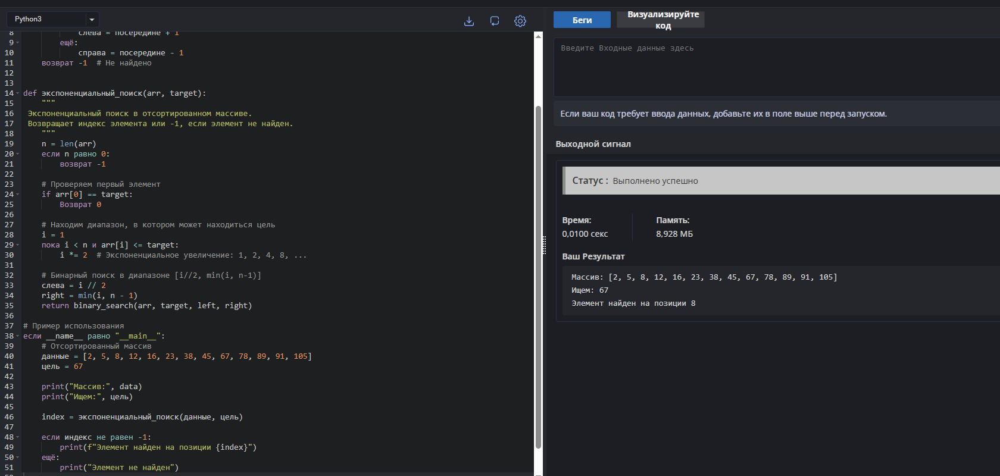 Python3
8 слева = посередине + 1
9 ещё:
10 справа = посередине - 1
11 возврат -1 # Не найдено
12
13
14 def экспоненциальный_поиск(arr, target):
15 """
16 Экспоненциальный поиск в отсортированном массиве.
17 Возвращает индекс элемента или -1, если элемент не найден.
18 """
19 n = len(arr)
20 если n равно 0:
21 возврат -1
22
23 # Проверяем первый элемент
24 if arr[0] == target:
25 Возврат 0
26
27 # Находим диапазон, в котором может находиться цель
28 i = 1
29 пока i < n и arr[i] <= target:
30 i *= 2 # Экспоненциальное увеличение: 1, 2, 4, 8, ...
31
32 # Бинарный поиск в диапазоне [i//2, min(i, n-1)]
33 слева = i // 2
34 right = min(i, n - 1)
35 return binary_search(arr, target, left, right)
36
37 # Пример использования
38 если __name__ равно "__main__":
39 # Отсортированный массив
40 данные = [2, 5, 8, 12, 16, 23, 38, 45, 67, 78, 89, 91, 105]
41 цель = 67
42
43 print("Массив:", data)
44 print("Ищем:", цель)
45
46 index = экспоненциальный_поиск(данные, цель)
47
48 если индекс не равен -1:
49 print(f"Элемент найден на позиции {index}")
50 ещё:
51 print("Элемент не найден")
Беги
Визуализируйте
код
Введите Входные данные здесь
Если ваш код требует ввода данных, добавьте их в поле выше перед запуском.
Выходной сигнал
Статус : Выполнено успешно
Время: Память:
0,0100 секс 8,928 МБ
Ваш Результат
Массив: [2, 5, 8, 12, 16, 23, 38, 45, 67, 78, 89, 91, 105]
Ищем: 67
Элемент найден на позиции 8